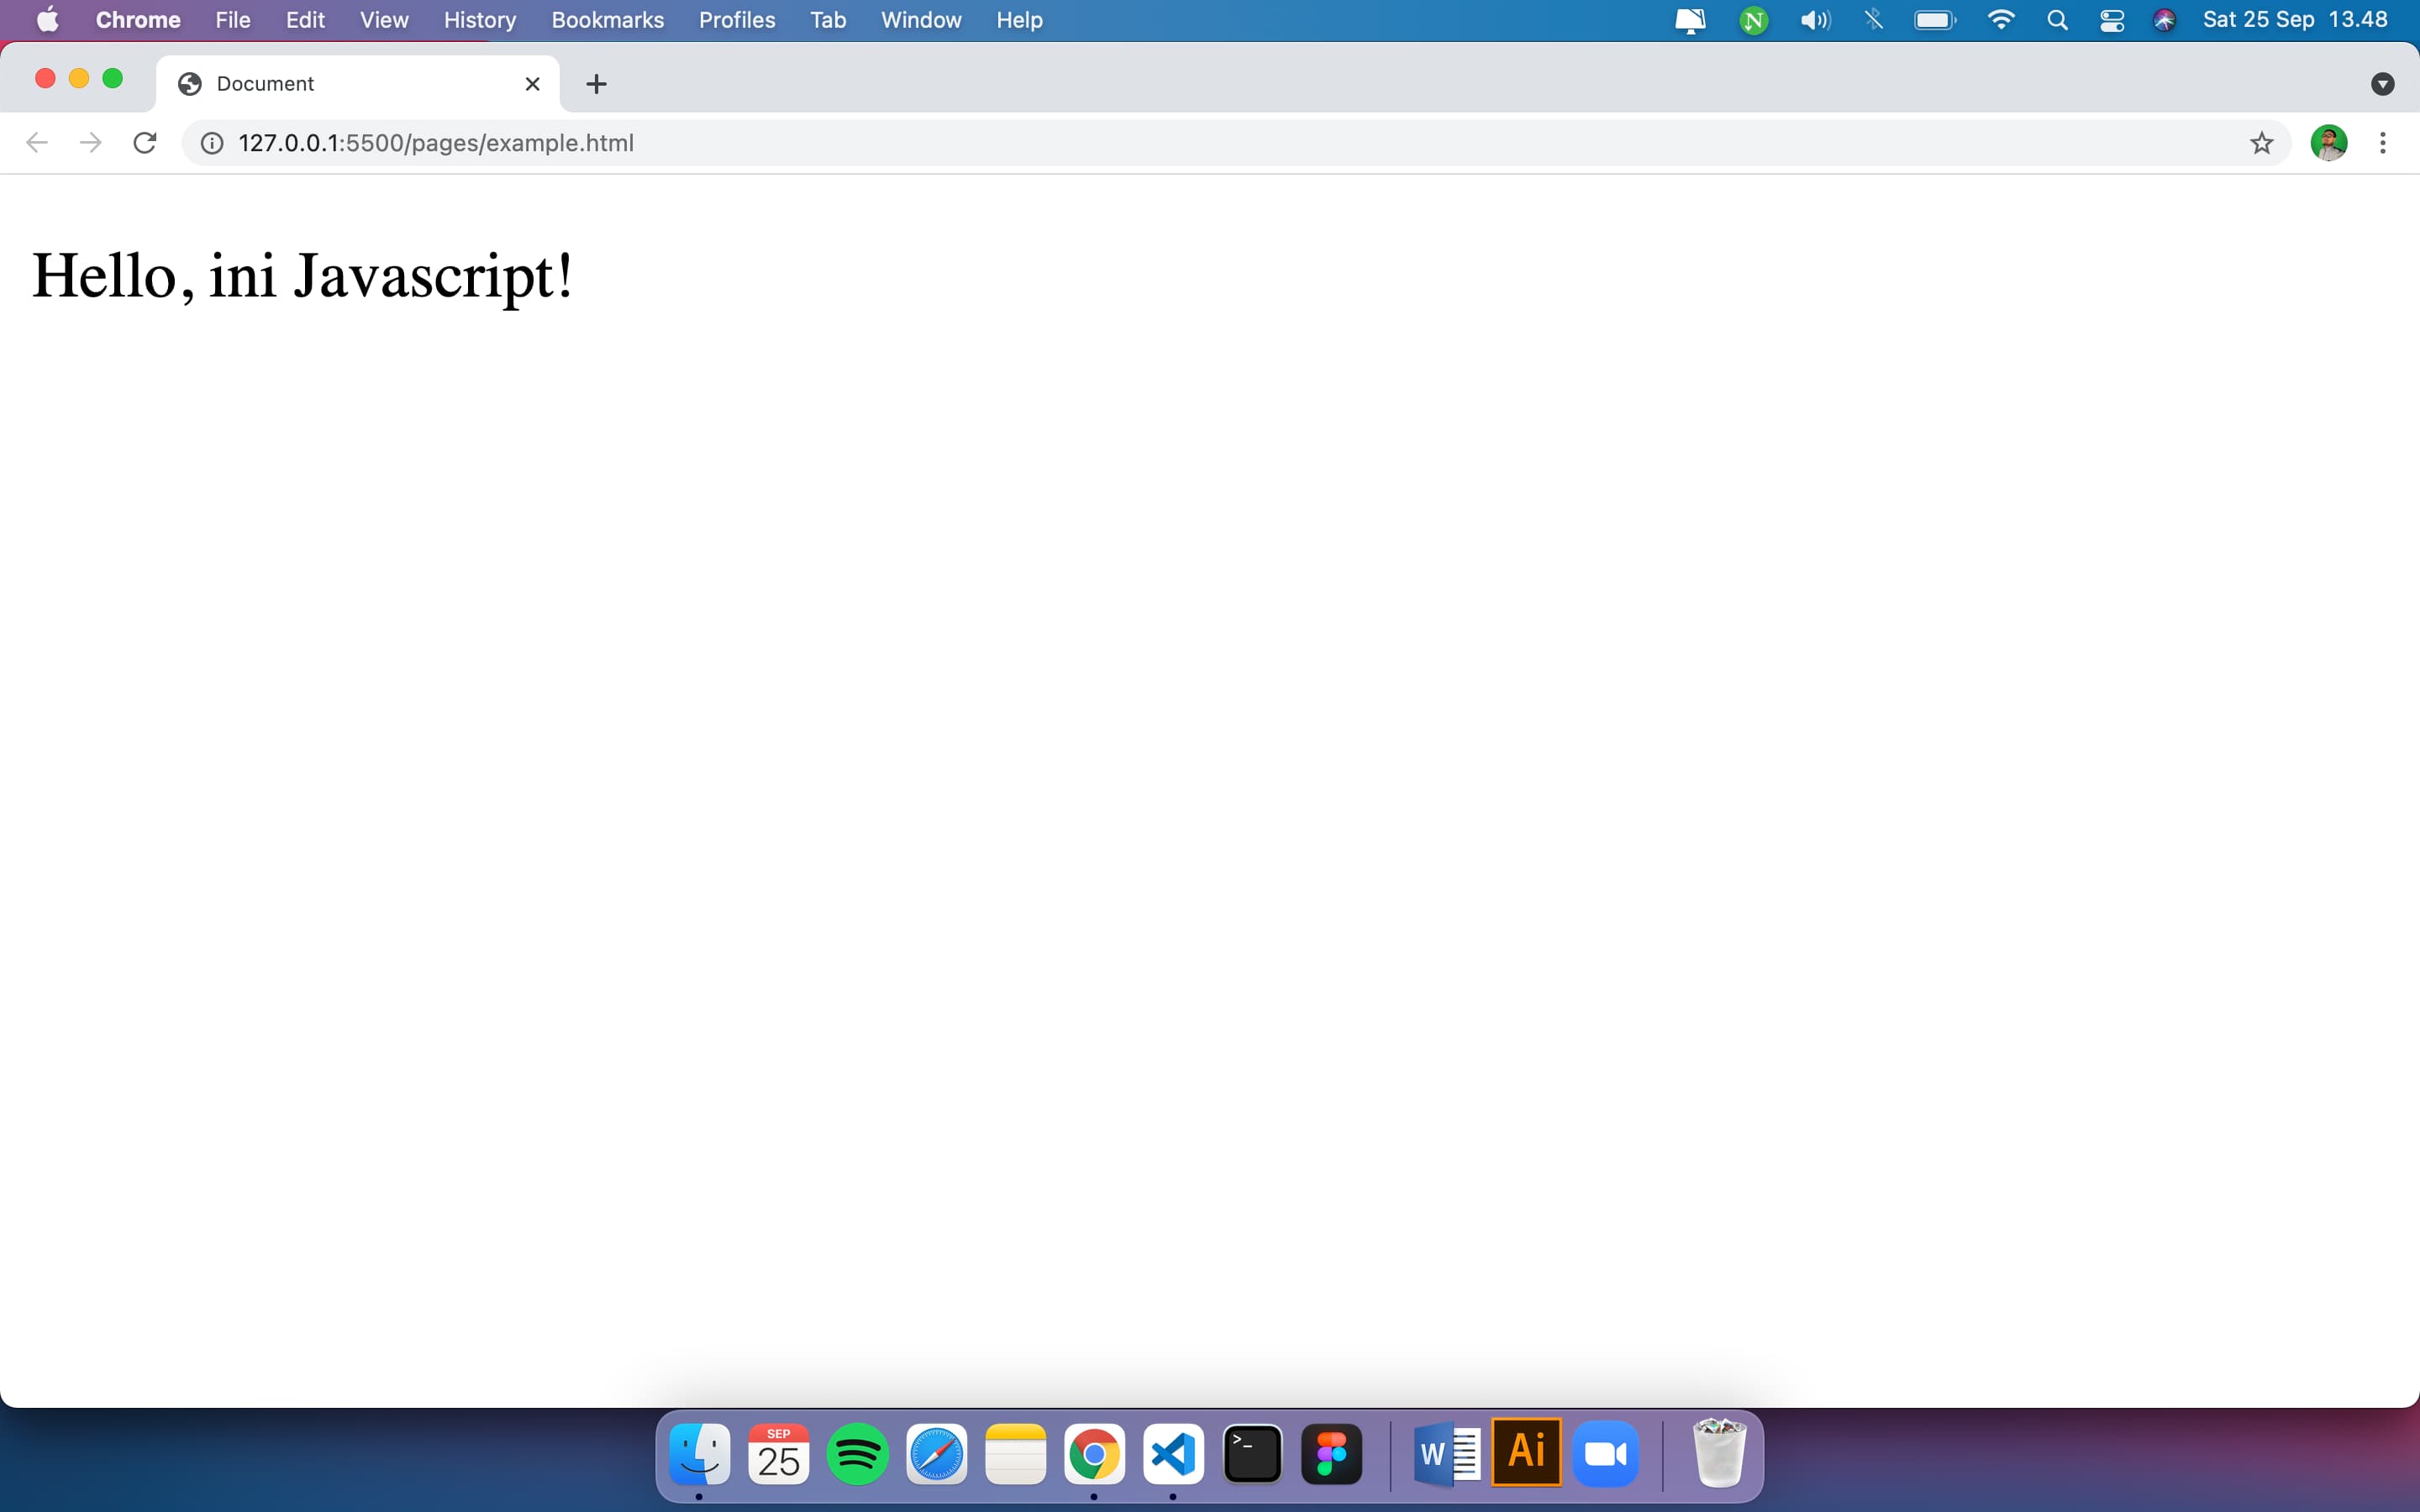 Chrome File Edit View History Bookmarks Profiles Tab Window Help N Sat 25 Sep 13.48
Document
127.0.0.1:5500/pages/example.html
Hello, ini Javascript!
SEP
25
>_
W
Ai